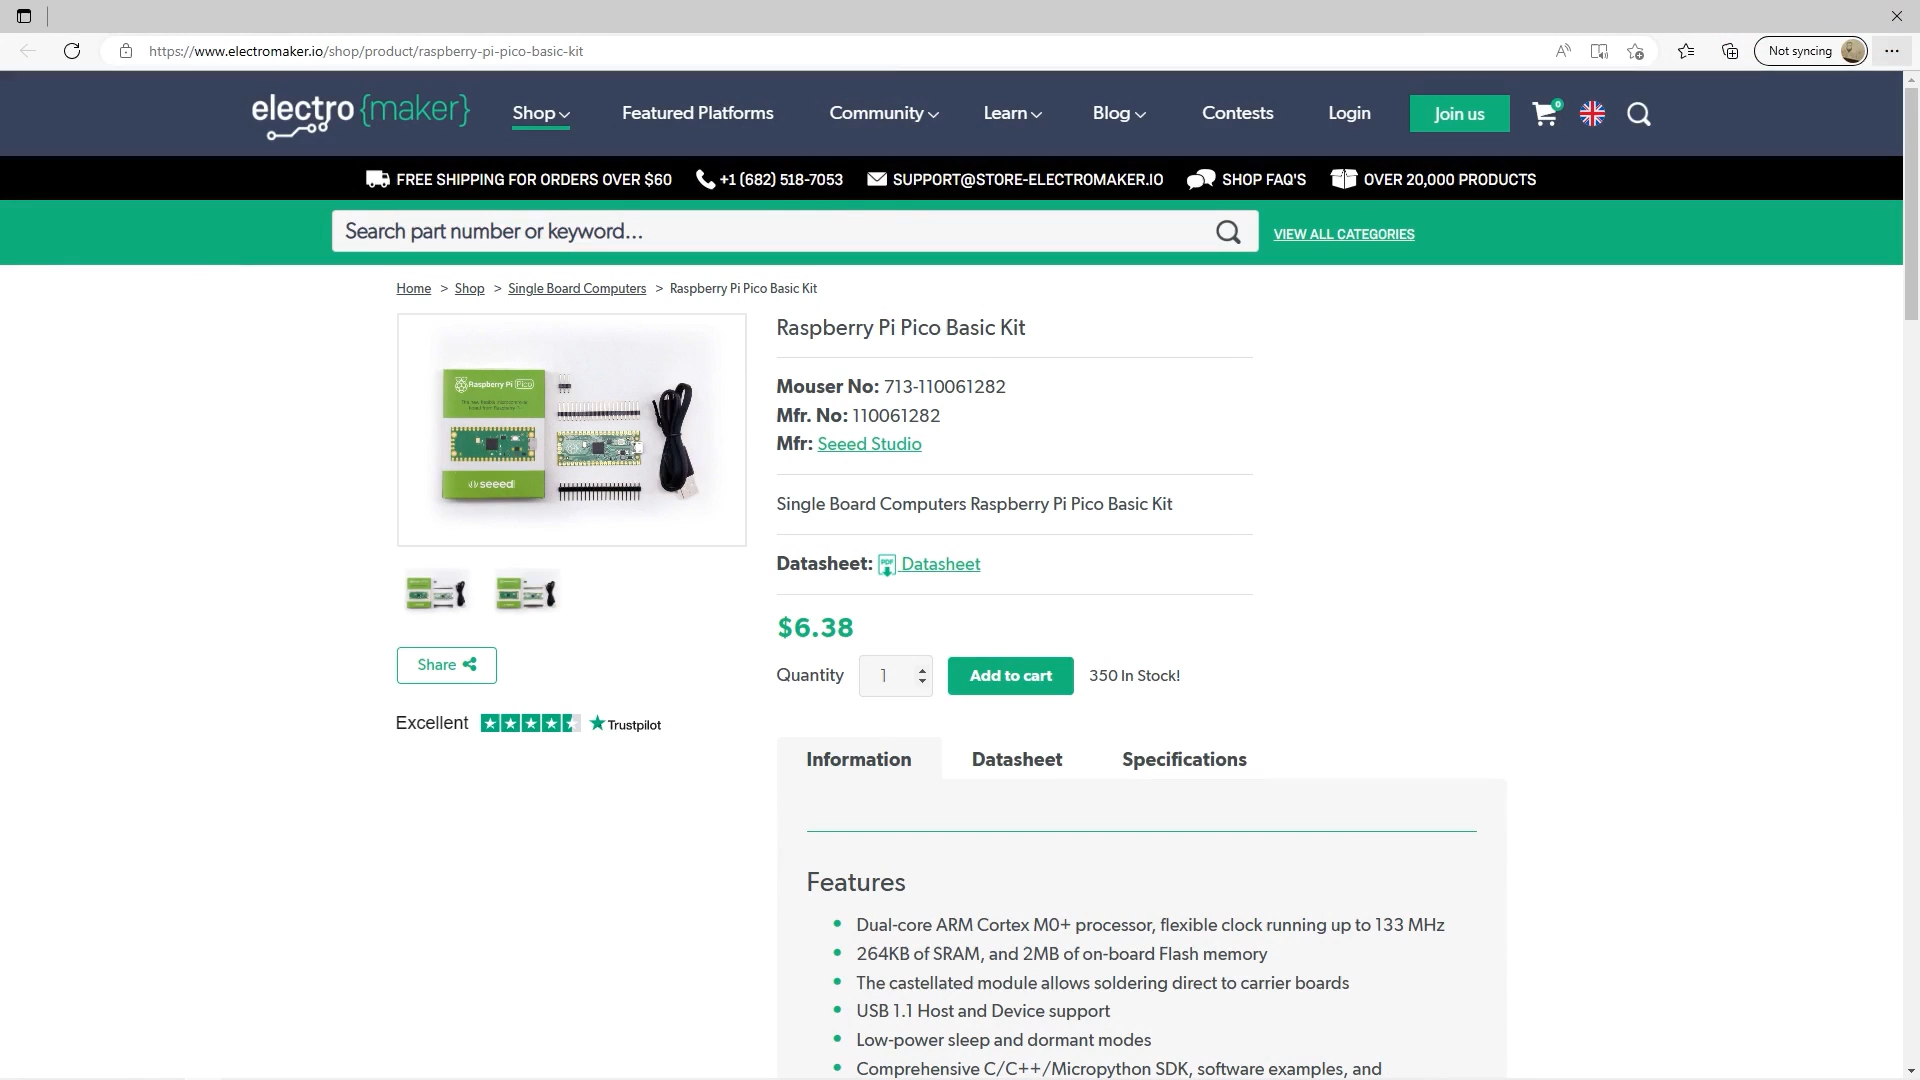 https://www.electromaker.io/shop/product/raspberry-pi-pico-basic-kit
Not syncing
electro {maker}
Shop
Featured Platforms
Community
Learn
Blog
Contests
Login
Join us
0
FREE SHIPPING FOR ORDERS OVER $60
+1 (682) 518-7053
SUPPORT@STORE-ELECTROMAKER.IO
SHOP FAQ'S
OVER 20,000 PRODUCTS
Search part number or keyword...
VIEW ALL CATEGORIES
Home > Shop > Single Board Computers > Raspberry Pi Pico Basic Kit
Raspberry Pi Pico
seeed
Share
Excellent
Trustpilot
Raspberry Pi Pico Basic Kit
Mouser No: 713-110061282
Mfr. No: 110061282
Mfr: Seeed Studio
Single Board Computers Raspberry Pi Pico Basic Kit
Datasheet: PDF Datasheet
$6.38
Quantity 1 Add to cart 350 In Stock!
Information
Datasheet
Specifications
Features
Dual-core ARM Cortex M0+ processor, flexible clock running up to 133 MHz
264KB of SRAM, and 2MB of on-board Flash memory
The castellated module allows soldering direct to carrier boards
USB 1.1 Host and Device support
Low-power sleep and dormant modes
Comprehensive C/C++/Micropython SDK, software examples, and